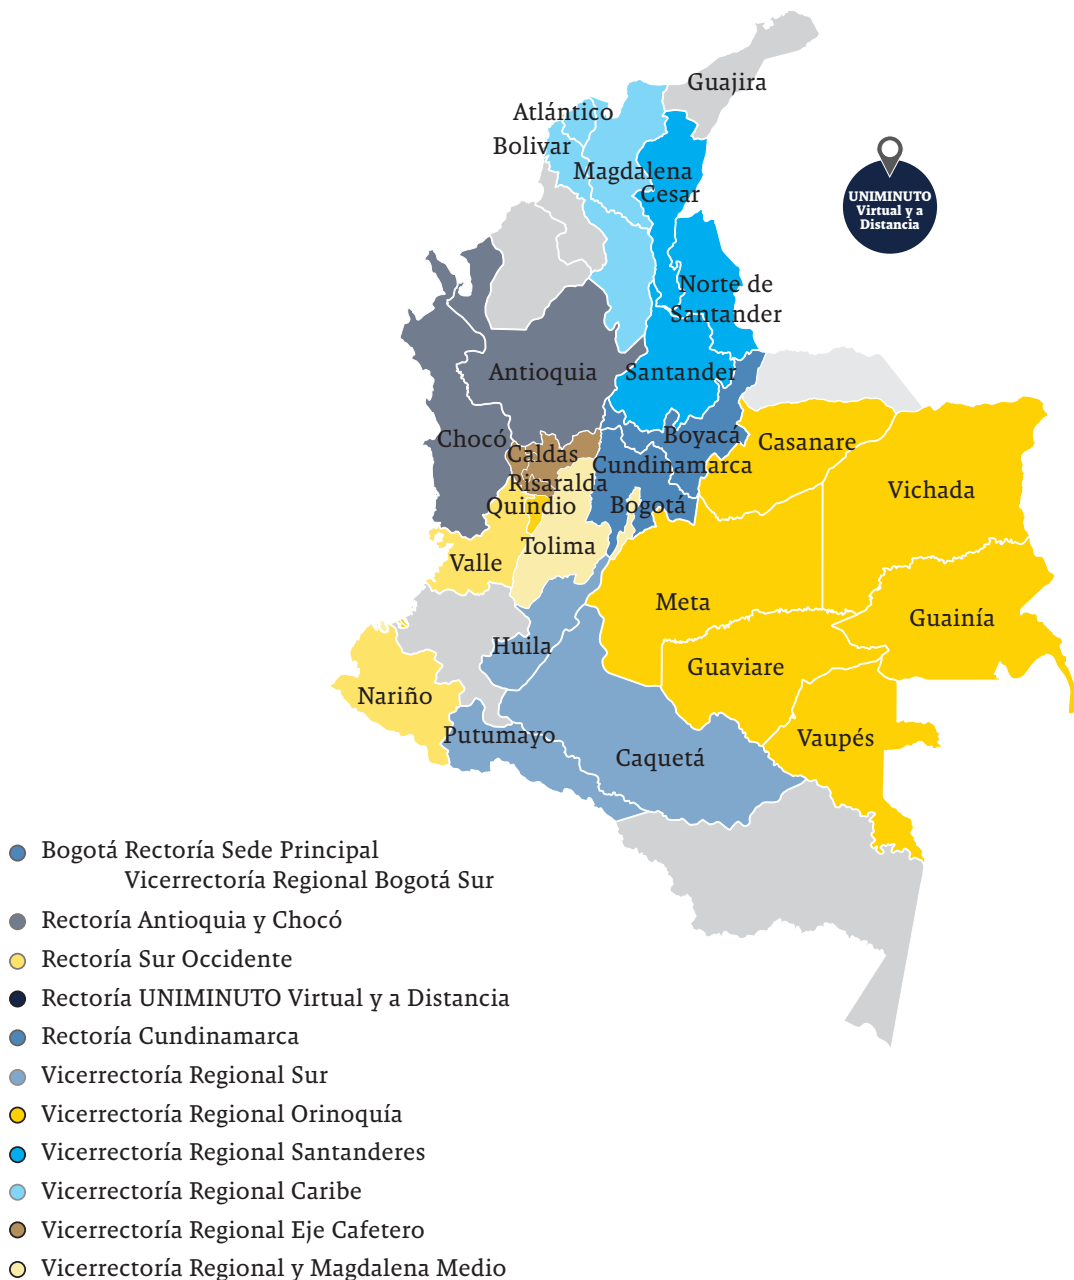 Guajira
Atlántico
Bolivar
Magdalena
Cesar
UNIMINUTO
Virtual y a
Distancia
Norte de
Santander
Antioquia
Santander
Chocó
Boyacá
Casanare
Caldas
Cundinamarca
Risaralda
Vichada
Quindio
Bogotá
Tolima
Valle
Meta
Guainía
Huila
Guaviare
Nariño
Putumayo
Vaupés
Caquetá
Bogotá Rectoría Sede Principal
Vicerrectoría Regional Bogotá Sur
Rectoría Antioquia y Chocó
Rectoría Sur Occidente
Rectoría UNIMINUTO Virtual y a Distancia
Rectoría Cundinamarca
Vicerrectoría Regional Sur
Vicerrectoría Regional Orinoquía
Vicerrectoría Regional Santanderes
Vicerrectoría Regional Caribe
Vicerrectoría Regional Eje Cafetero
Vicerrectoría Regional y Magdalena Medio